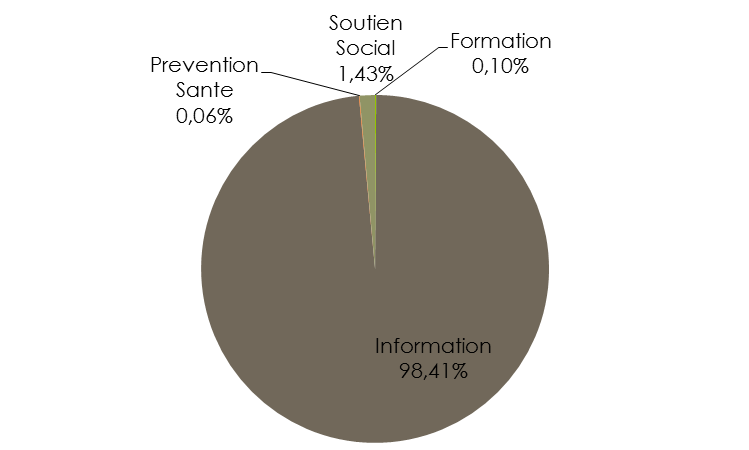 Soutien
Social
1,43%
Formation
0,10%
Prevention
Sante
0,06%
Information
98,41%